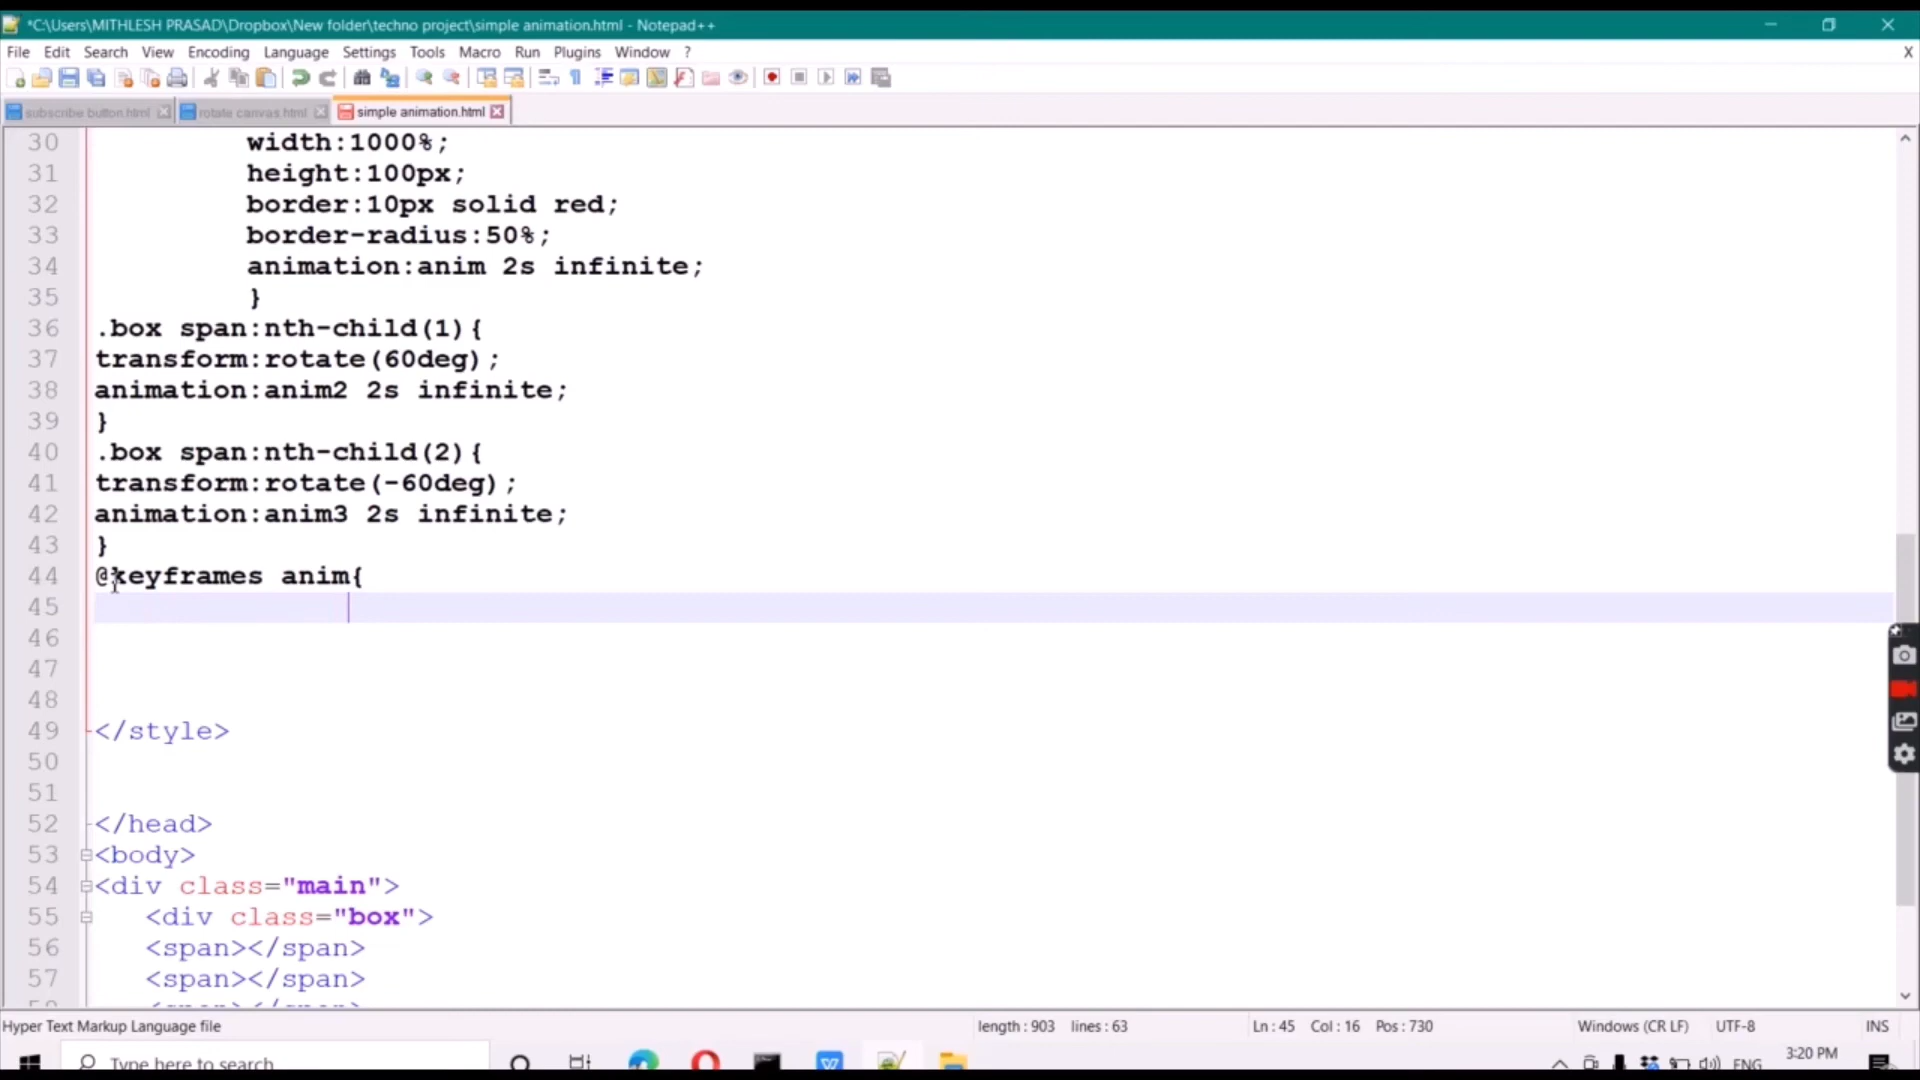 *C:\Users\MITHLESH PRASAD\Dropbox\New folder\techno project\simple animation.html - Notepad++
File Edit Search View Encoding Language Settings Tools Macro Run Plugins Window ? X
subscribe button.html rotate canvas.html simple animation.html
30 width:1000%;
31 height:100px;
32 border:10px solid red;
33 border-radius:50%;
34 animation:anim 2s infinite;
35 }
36 .box span:nth-child(1){
37 transform:rotate(60deg);
38 animation:anim2 2s infinite;
39 }
40 .box span:nth-child(2){
41 transform:rotate(-60deg);
42 animation:anim3 2s infinite;
43 }
44 @keyframes anim{
45
46
47
48
49 </style>
50
51
52 </head>
53 <body>
54 <div class="main">
55 <div class="box">
56 <span></span>
57 <span></span>
Hyper Text Markup Language file length : 903 lines : 63 Ln : 45 Col : 16 Pos : 730 Windows (CR LF) UTF-8 INS
Type here to search ENG 3:20 PM